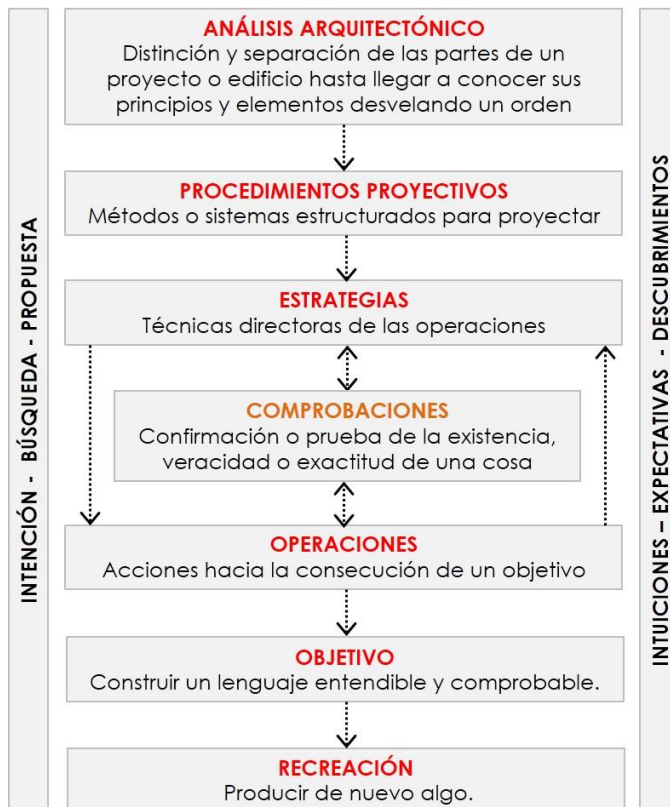 ANÁLISIS ARQUITECTÓNICO
Distinción y separación de las partes de un
proyecto o edificio hasta llegar a conocer sus
principios y elementos desvelando un orden
PROCEDIMIENTOS PROYECTIVOS
Métodos o sistemas estructurados para proyectar
ESTRATEGIAS
Técnicas directoras de las operaciones
COMPROBACIONES
Confirmación o prueba de la existencia,
veracidad o exactitud de una cosa
OPERACIONES
Acciones hacia la consecución de un objetivo
OBJETIVO
Construir un lenguaje entendible y comprobable.
RECREACIÓN
Producir de nuevo algo.
INTENCIÓN - BÚSQUEDA - PROPUESTA
INTUICIONES – EXPECTATIVAS - DESCUBRIMIENTOS